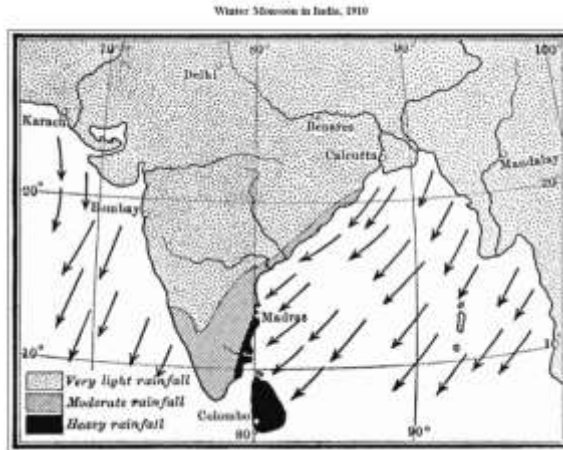 Winter Monsoon in India, 1910
70
80
90
100
Delhi
Karachi
Benares
Calcutta
Mandalay
20°
20
Bombay
Madras
10°
10
Very light rainfall
Moderate rainfall
Heavy rainfall
Colombo
80
90°